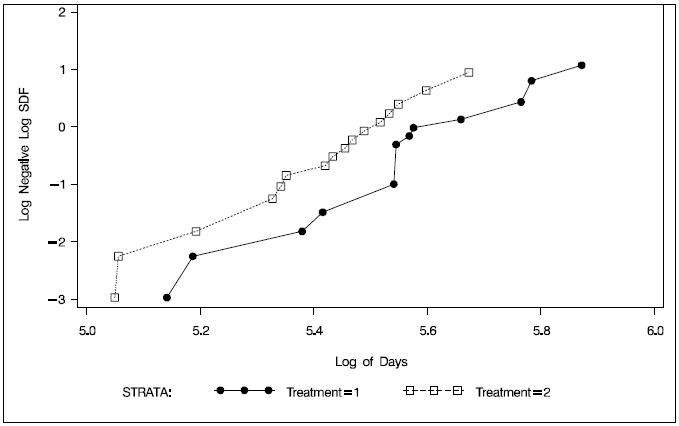 2
1
0
−1
−2
−3
Log Negative Log SDF
5.0 5.2 5.4 5.6 5.8 6.0
Log of Days
STRATA: Treatment=1 Treatment=2